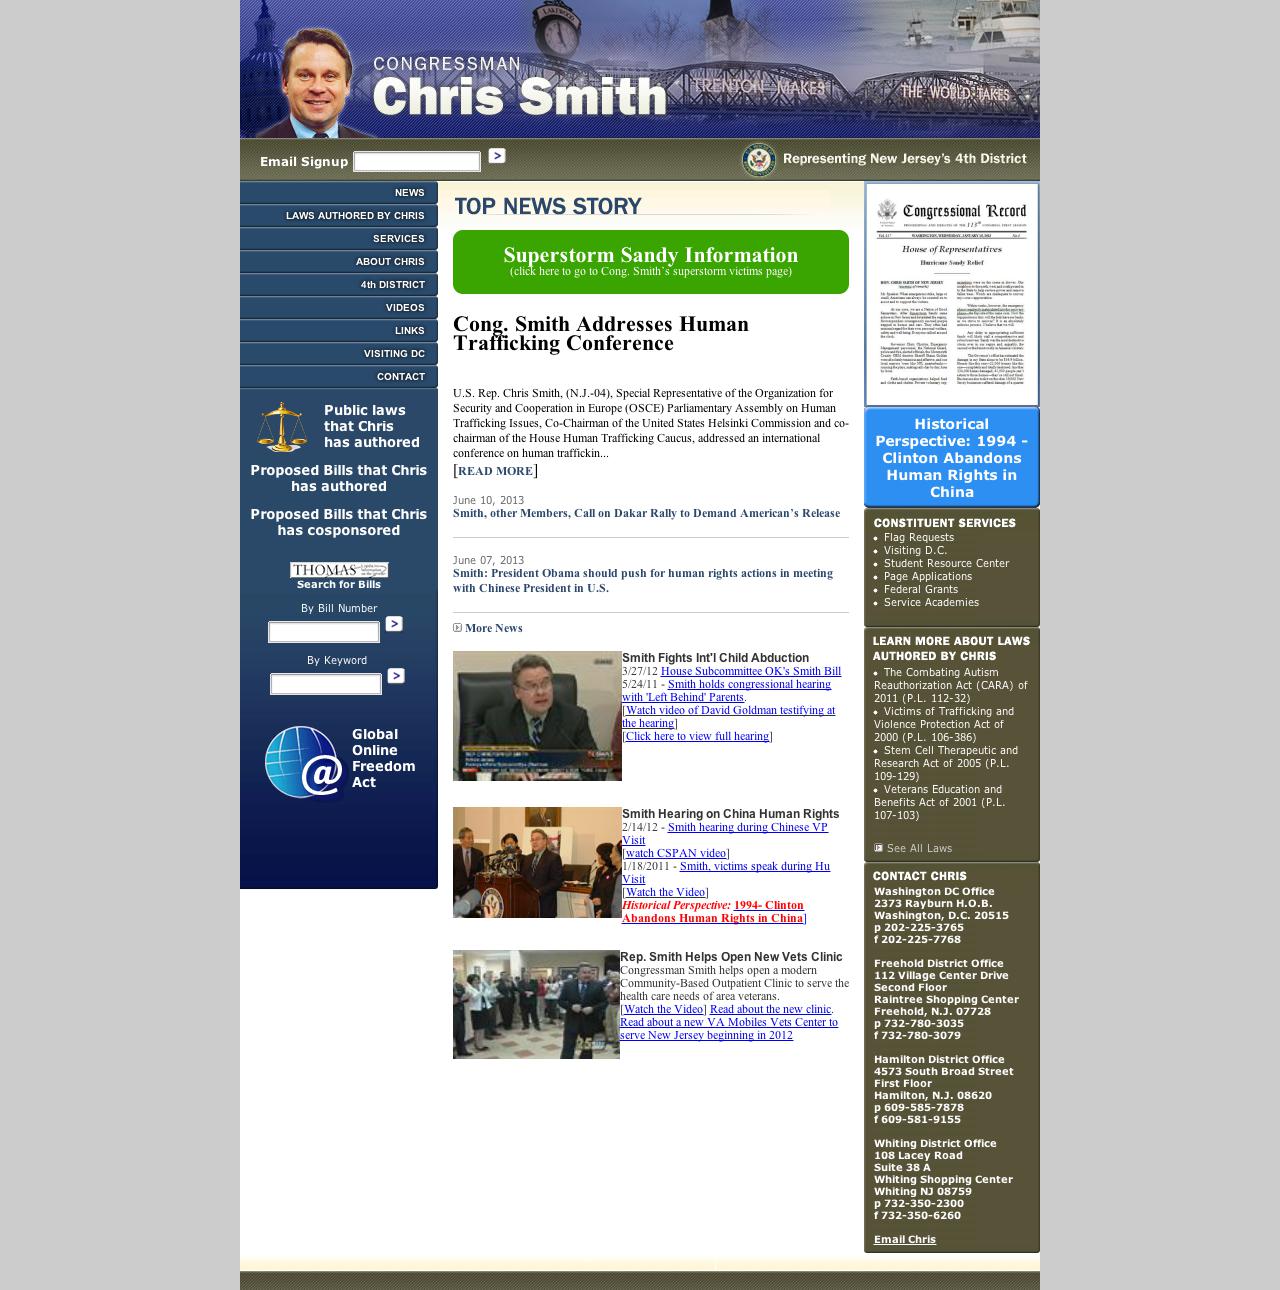 LAKEWOOD
CONGRESSMAN
Chris Smith
TRENTON MAKES
THE WORLD TAKES
Email Signup
Representing New Jersey's 4th District
NEWS
LAWS AUTHORED BY CHRIS
SERVICES
ABOUT CHRIS
4th DISTRICT
VIDEOS
LINKS
VISITING DC
CONTACT
Public laws
that Chris
has authored
Proposed Bills that Chris
has authored
Proposed Bills that Chris
has cosponsored
THOMAS
Search for Bills
By Bill Number
By Keyword
Global
Online
Freedom
Act
TOP NEWS STORY
Superstorm Sandy Information
(click here to go to Cong. Smith`s superstorm victims page)
Cong. Smith Addresses Human
Trafficking Conference
U.S. Rep. Chris Smith, (N.J.-04), Special Representative of the Organization for
Security and Cooperation in Europe (OSCE) Parliamentary Assembly on Human
Trafficking Issues, Co-Chairman of the United States Helsinki Commission and co-
chairman of the House Human Trafficking Caucus, addressed an international
conference on human traffickin...
[READ MORE]
June 10, 2013
Smith, other Members, Call on Dakar Rally to Demand American's Release
June 07, 2013
Smith: President Obama should push for human rights actions in meeting
with Chinese President in U.S.
More News
Smith Fights Int'l Child Abduction
3/27/12 House Subcommittee OK's Smith Bill
5/24/11 - Smith holds congressional hearing
with 'Left Behind' Parents.
[Watch video of David Goldman testifying at
the hearing]
[Click here to view full hearing]
Smith Hearing on China Human Rights
2/14/12 - Smith hearing during Chinese VP
Visit
[watch CSPAN video]
1/18/2011 - Smith, victims speak during Hu
Visit
[Watch the Video]
Historical Perspective: 1994- Clinton
Abandons Human Rights in China]
Rep. Smith Helps Open New Vets Clinic
Congressman Smith helps open a modern
Community-Based Outpatient Clinic to serve the
health care needs of area veterans.
[Watch the Video] Read about the new clinic.
Read about a new VA Mobiles Vets Center to
serve New Jersey beginning in 2012
Congressional Record
House of Representatives
Hurricane Sandy Relief
Historical
Perspective: 1994 -
Clinton Abandons
Human Rights in
China
CONSTITUENT SERVICES
Flag Requests
Visiting D.C.
Student Resource Center
Page Applications
Federal Grants
Service Academies
LEARN MORE ABOUT LAWS
AUTHORED BY CHRIS
The Combating Autism
Reauthorization Act (CARA) of
2011 (P.L. 112-32)
Victims of Trafficking and
Violence Protection Act of
2000 (P.L. 106-386)
Stem Cell Therapeutic and
Research Act of 2005 (P.L.
109-129)
Veterans Education and
Benefits Act of 2001 (P.L.
107-103)
See All Laws
CONTACT CHRIS
Washington DC Office
2373 Rayburn H.O.B.
Washington, D.C. 20515
p 202-225-3765
f 202-225-7768
Freehold District Office
112 Village Center Drive
Second Floor
Raintree Shopping Center
Freehold, N.J. 07728
p 732-780-3035
f 732-780-3079
Hamilton District Office
4573 South Broad Street
First Floor
Hamilton, N.J. 08620
p 609-585-7878
f 609-581-9155
Whiting District Office
108 Lacey Road
Suite 38 A
Whiting Shopping Center
Whiting NJ 08759
p 732-350-2300
f 732-350-6260
Email Chris